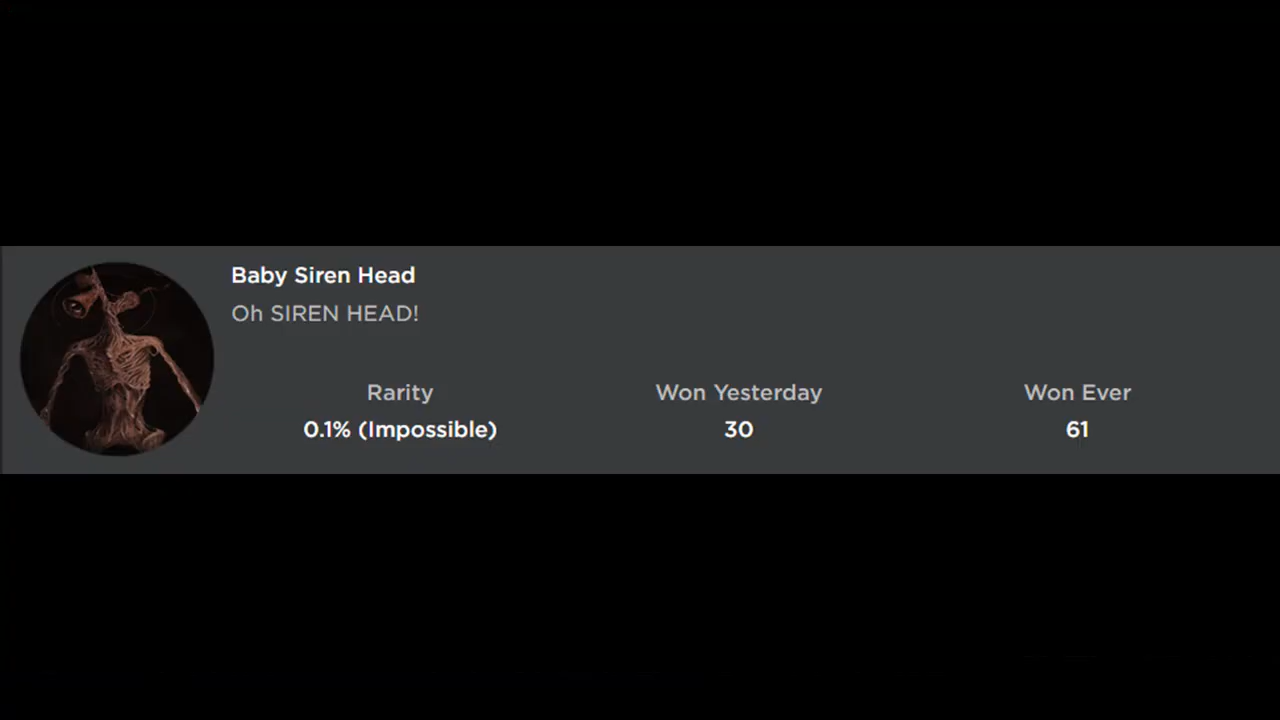 Baby Siren Head
Oh SIREN HEAD!
Rarity Won Yesterday Won Ever
0.1% (Impossible) 30 61